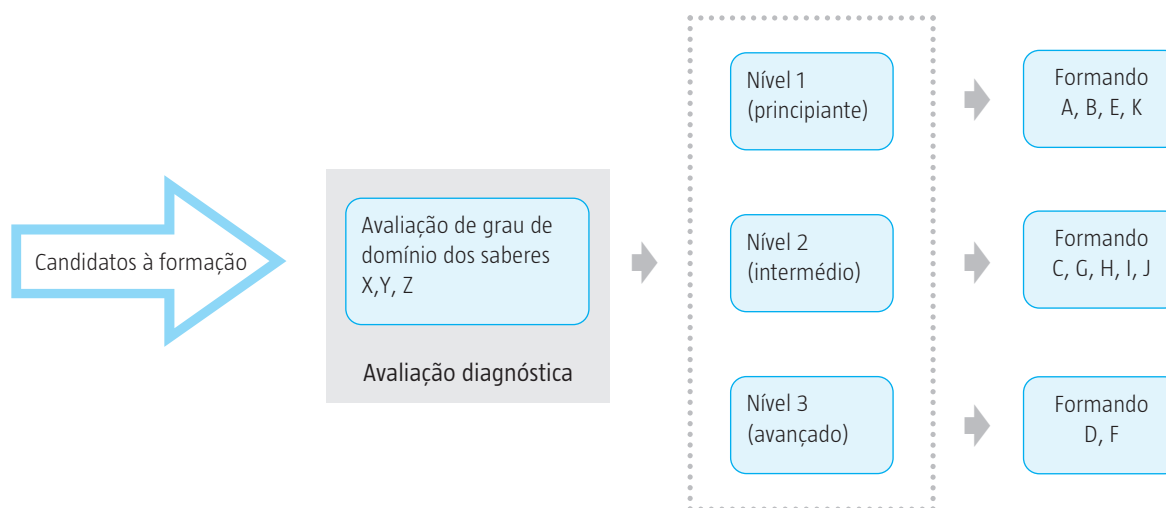 Candidatos à formação
Avaliação de grau de
domínio dos saberes
X,Y, Z
Avaliação diagnóstica
Nível 1
(principiante)
Nível 2
(intermédio)
Nível 3
(avançado)
Formando
A, B, E, K
Formando
C, G, H, I, J
Formando
D, F